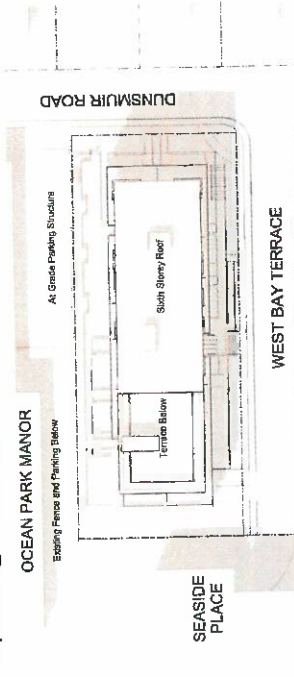 DUNSMUIR ROAD
At Grade Parking Structure
OCEAN PARK MANOR
Existing Fence and Parking Below
Sixth Storey Roof
Terrace Below
WEST BAY TERRACE
SEASIDE
PLACE